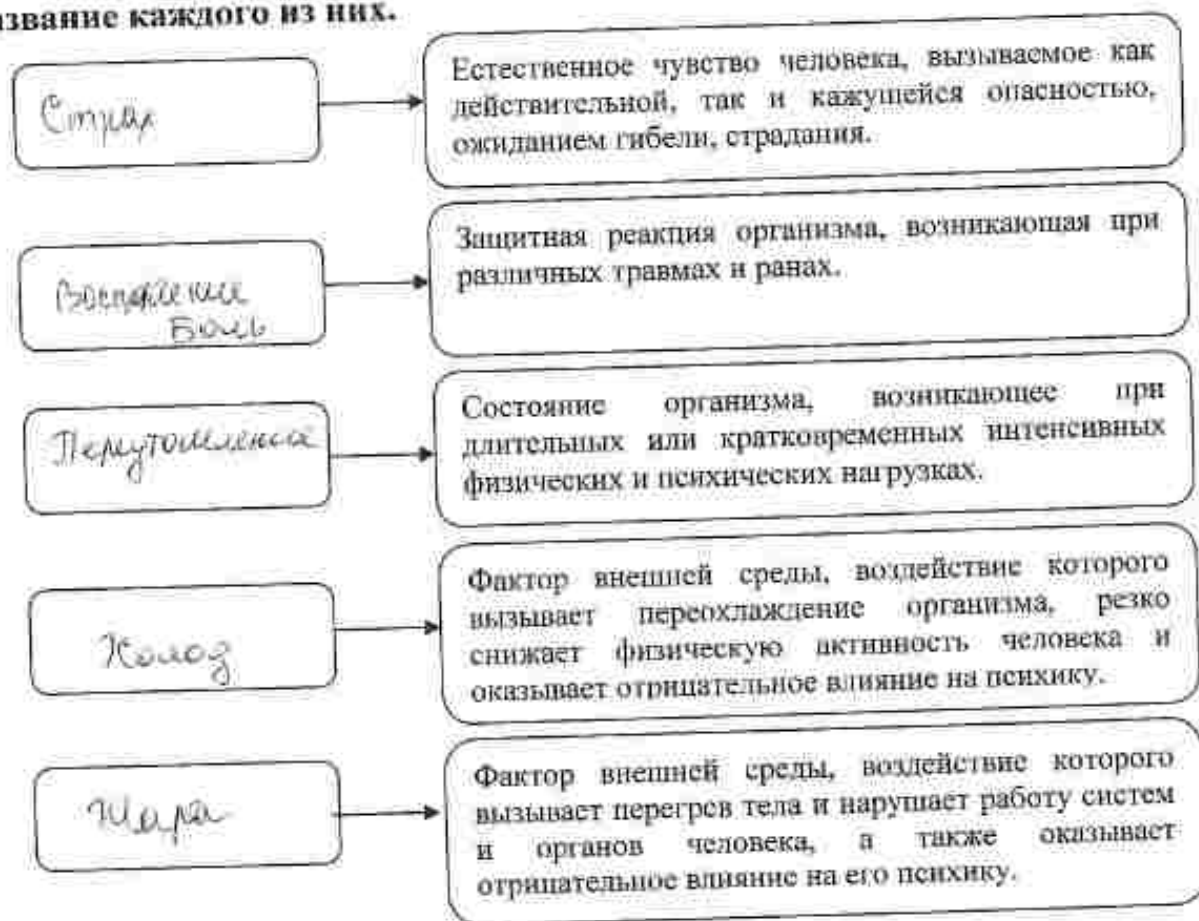 звание каждого из них.
Страх
Естественное чувство человека, вызываемое как
действительной, так и кажущейся опасностью,
ожиданием гибели, страдания.
Воспаление
Боль
Защитная реакция организма, возникающая при
различных травмах и ранах.
Переутомление
Состояние организма, возникающее при
длительных или кратковременных интенсивных
физических и психических нагрузках.
Холод
Фактор внешней среды, воздействие которого
вызывает переохлаждение организма, резко
снижает физическую активность человека и
оказывает отрицательное влияние на психику.
Жара
Фактор внешней среды, воздействие которого
вызывает перегрев тела и нарушает работу систем
и органов человека, а также оказывает
отрицательное влияние на его психику.